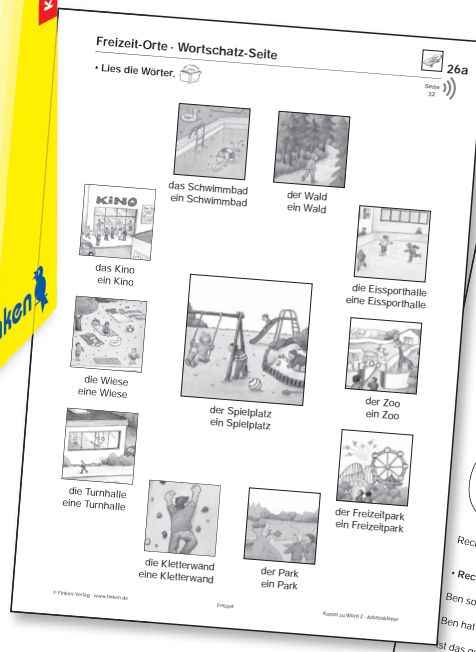 Freizeit-Orte · Wortschatz-Seite
26a
• Lies die Wörter.
Seite
32
das Schwimmbad
ein Schwimmbad
der Wald
ein Wald
KiNO
das Kino
ein Kino
die Eissporthalle
eine Eissporthalle
die Wiese
eine Wiese
der Spielplatz
ein Spielplatz
der Zoo
ein Zoo
die Turnhalle
eine Turnhalle
der Freizeitpark
ein Freizeitpark
die Kletterwand
eine Kletterwand
der Park
ein Park
© Finken-Verlag · www.finken.de
Komm zu Wort! 2 · Arbeitsblätter
nken
K
Rec
• Rec
Ben so
Ben hat
ist das